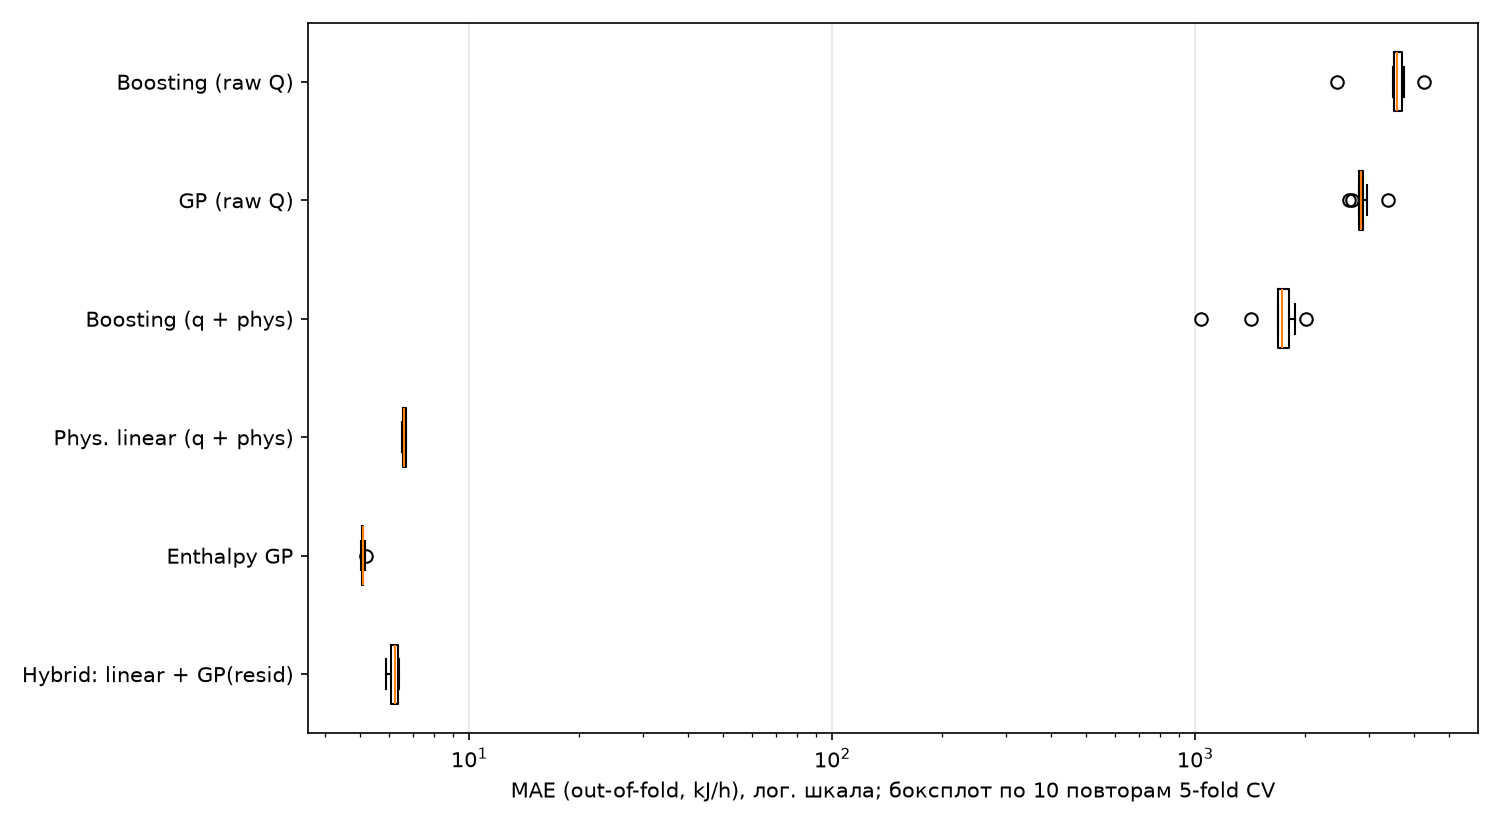 Boosting (raw Q)
GP (raw Q)
Boosting (q + phys)
Phys. linear (q + phys)
Enthalpy GP
Hybrid: linear + GP(resid)
10¹ 10² 10³
MAE (out-of-fold, kJ/h), лог. шкала; боксплот по 10 повторам 5-fold CV